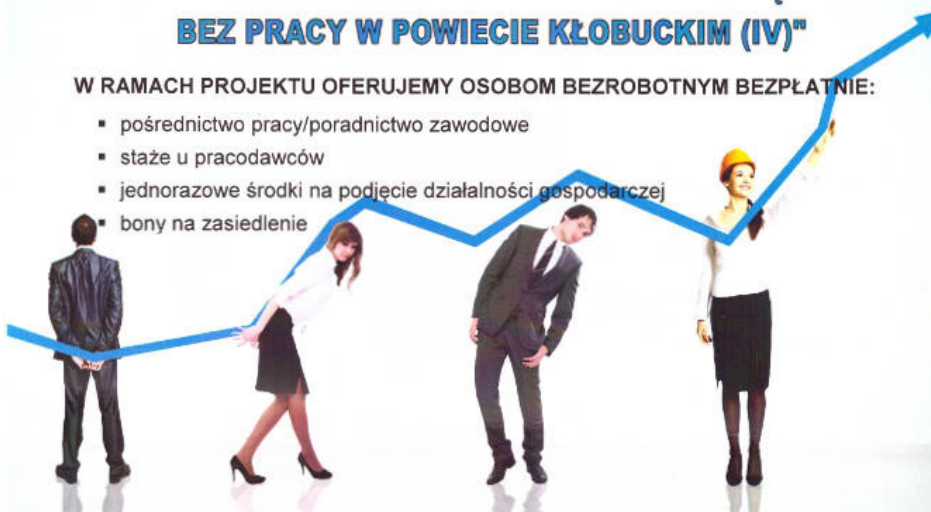 BEZ PRACY W POWIECIE KŁOBUCKIM (IV)"
W RAMACH PROJEKTU OFERUJEMY OSOBOM BEZROBOTNYM BEZPŁATNIE:
▪ pośrednictwo pracy/poradnictwo zawodowe
▪ staże u pracodawców
▪ jednorazowe środki na podjęcie działalności gospodarczej
▪ bony na zasiedlenie